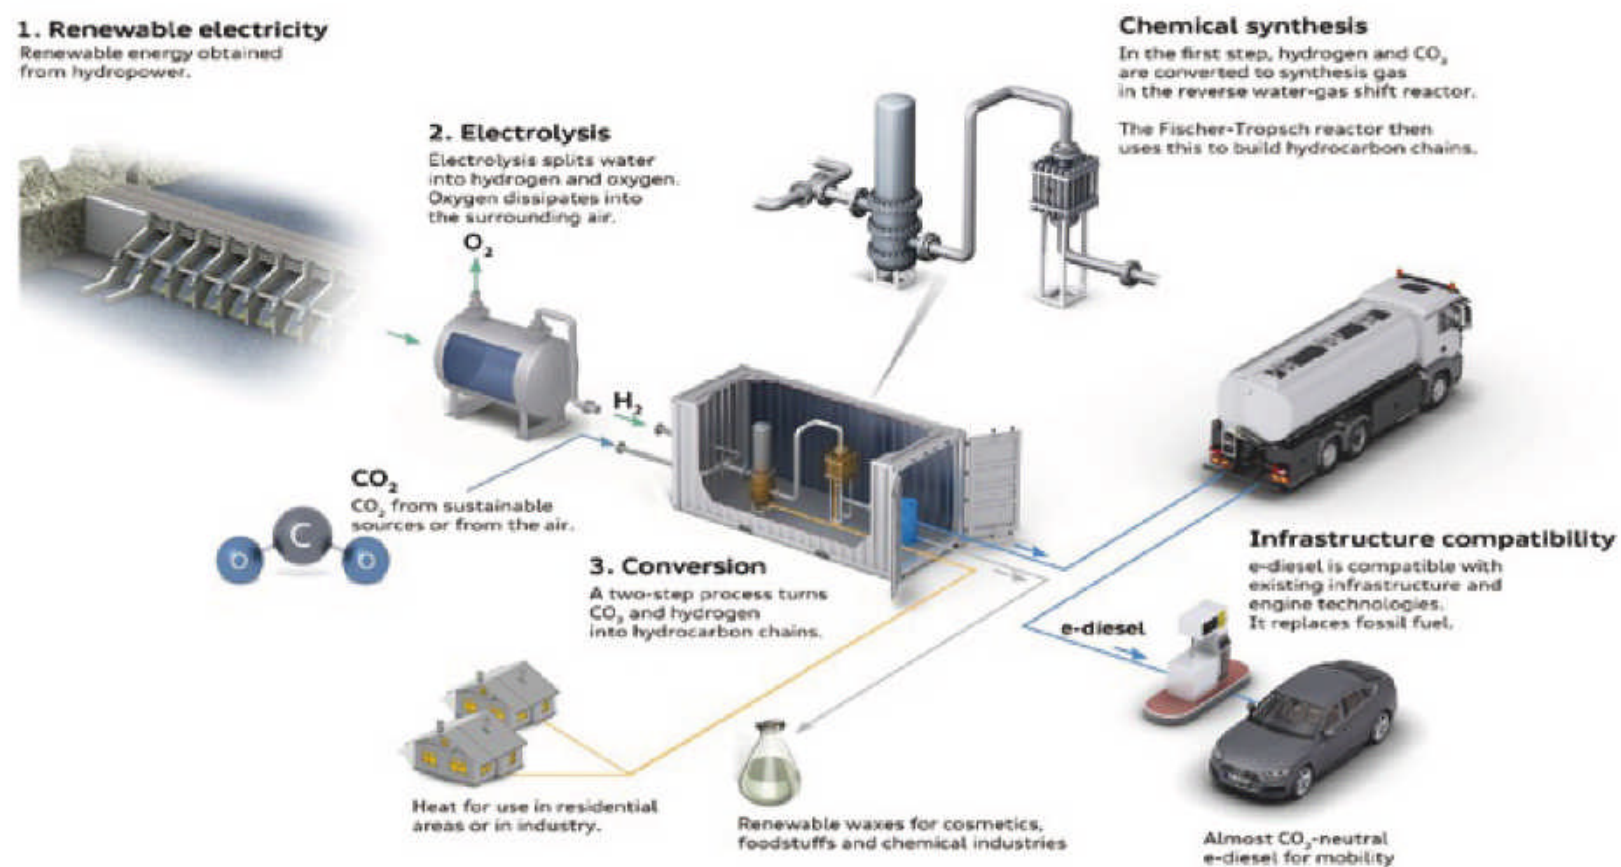 1. Renewable electricity
Renewable energy obtained
from hydropower.
2. Electrolysis
Electrolysis splits water
into hydrogen and oxygen.
Oxygen dissipates into
the surrounding air.
O₂
H₂
CO₂
CO₂ from sustainable
sources or from the air.
C
O
O
3. Conversion
A two-step process turns
CO₂ and hydrogen
into hydrocarbon chains.
Chemical synthesis
In the first step, hydrogen and CO₂
are converted to synthesis gas
in the reverse water-gas shift reactor.
The Fischer-Tropsch reactor then
uses this to build hydrocarbon chains.
Infrastructure compatibility
e-diesel is compatible with
existing infrastructure and
engine technologies.
It replaces fossil fuel.
e-diesel
Heat for use in residential
areas or in industry.
Renewable waxes for cosmetics,
foodstuffs and chemical industries
Almost CO₂-neutral
e-diesel for mobility